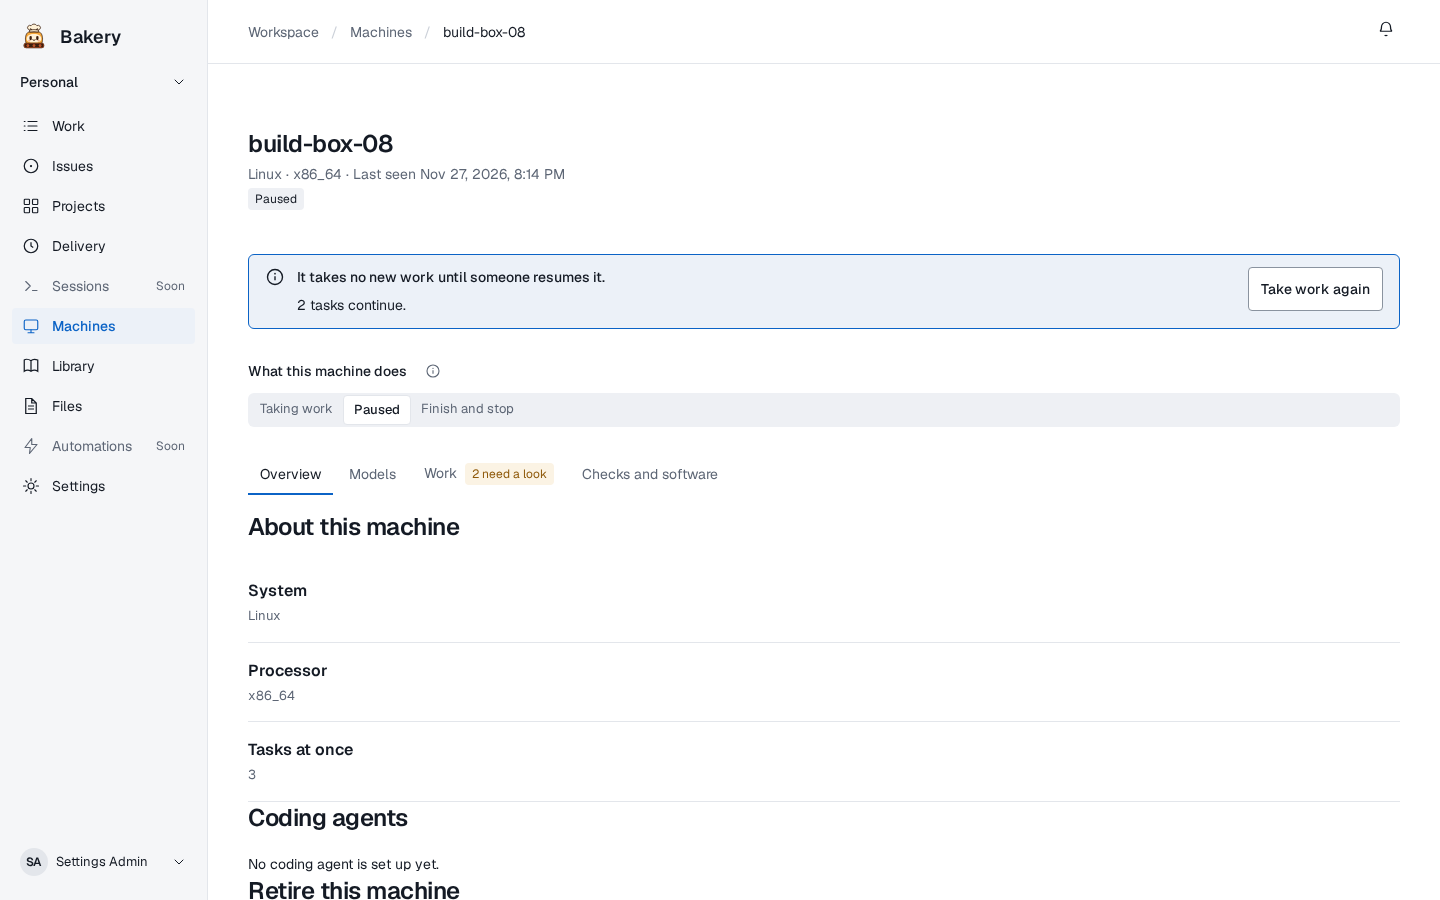 Bakery
Personal
Work
Issues
Projects
Delivery
Sessions Soon
Machines
Library
Files
Automations Soon
Settings
SA Settings Admin
Workspace / Machines / build-box-08
build-box-08
Linux · x86_64 · Last seen Nov 27, 2026, 8:14 PM
Paused
It takes no new work until someone resumes it.
2 tasks continue.
Take work again
What this machine does
Taking work Paused Finish and stop
Overview Models Work 2 need a look Checks and software
About this machine
System
Linux
Processor
x86_64
Tasks at once
3
Coding agents
No coding agent is set up yet.
Retire this machine